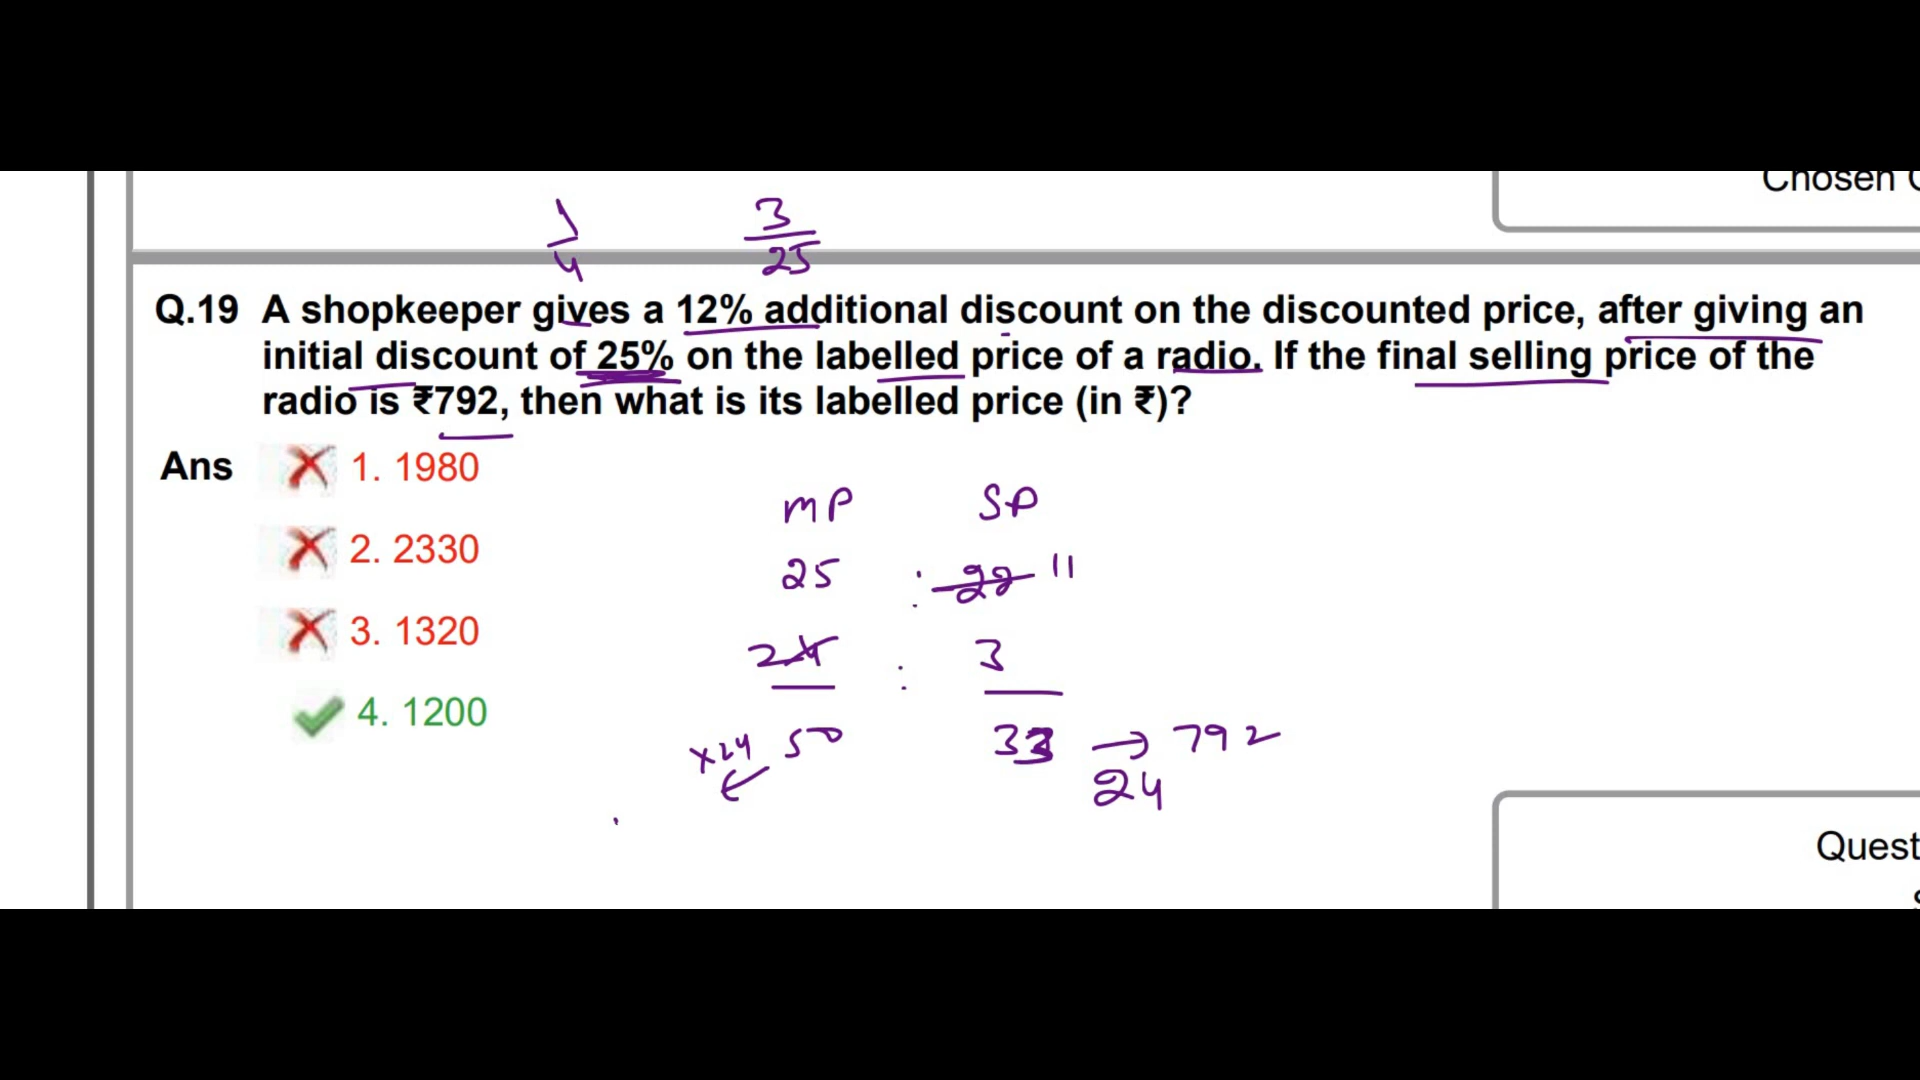 Chosen
1 3
4 25
Q.19 A shopkeeper gives a 12% additional discount on the discounted price, after giving an
initial discount of 25% on the labelled price of a radio. If the final selling price of the
radio is ₹792, then what is its labelled price (in ₹)?
Ans 1. 1980
2. 2330
3. 1320
4. 1200
MP SP
25 : 22 11
24 : 3
×24 50 33 → 792
24
Quest